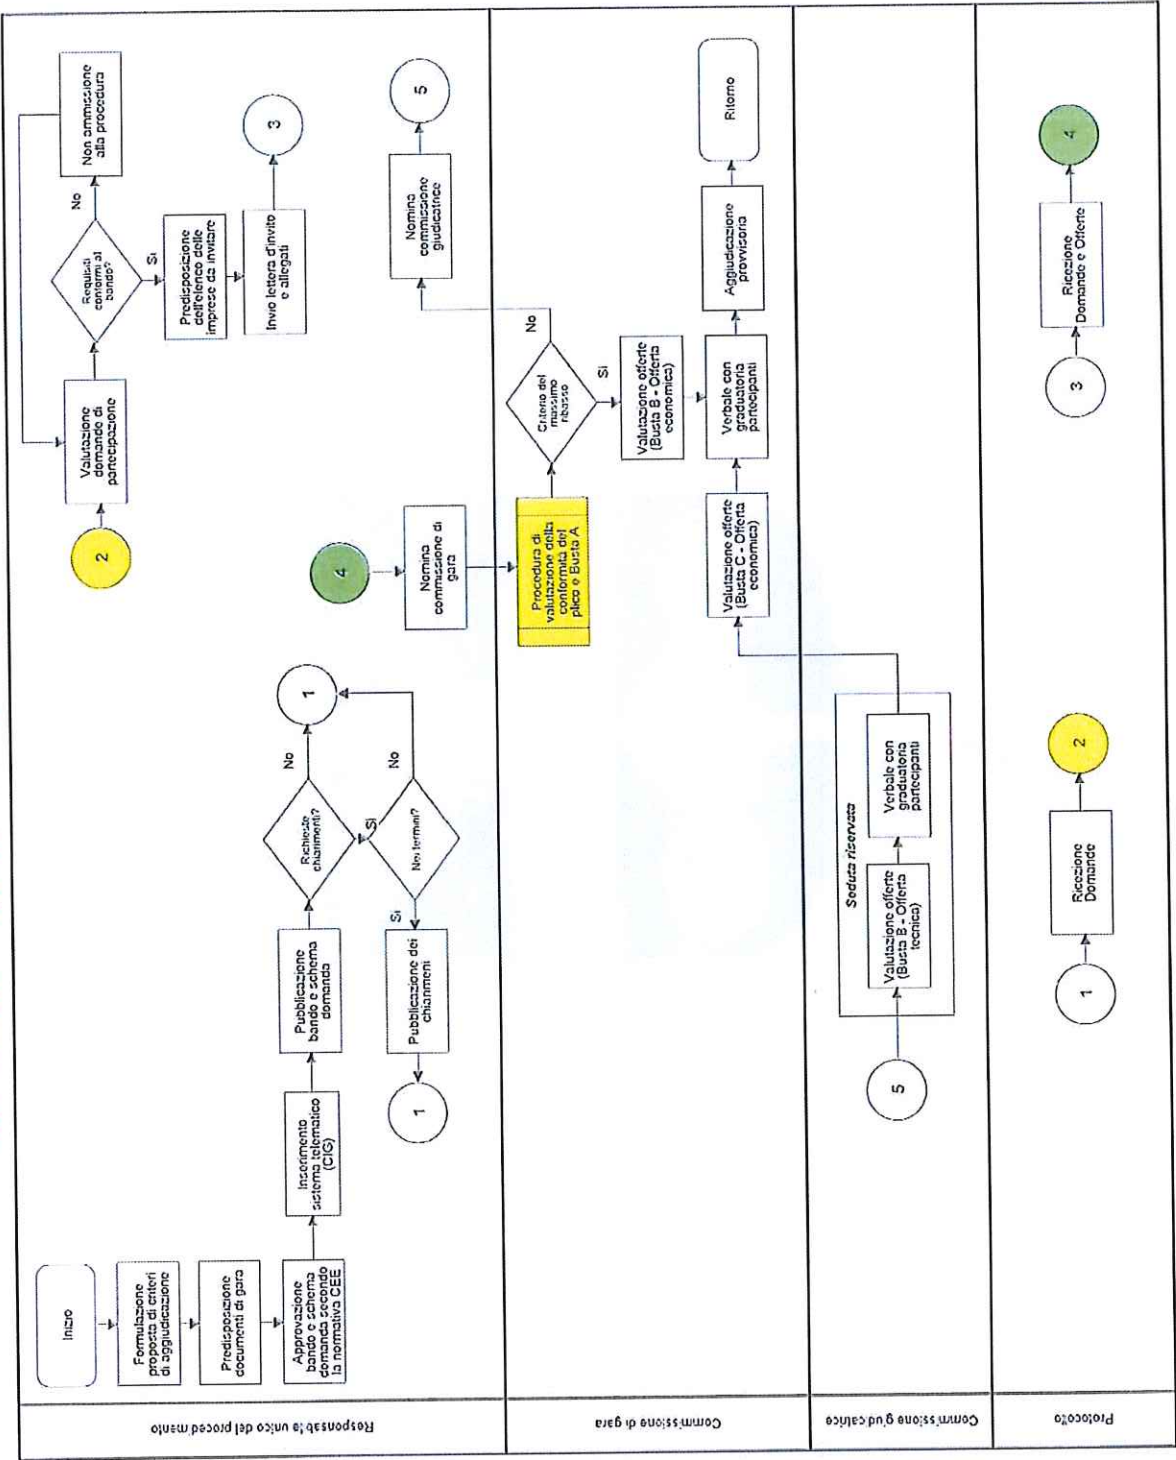 Responsabile unico del procedimento
Inizio
Formulazione
proposta di criteri
di aggiudicazione
Predisposizione
documenti di gara
Approvazione
bando e schema
domanda secondo
la normativa CEE
Inserimento
sistema telematico
(CIG)
Pubblicazione
bando e schema
domanda
Richieste
chiarimenti?
No
1
Si
Nei termini?
No
Si
Pubblicazione dei
chiarimeni
1
2
Valutazione
domande di
partecipazione
Requisiti
conformi al
bando?
No
Non ammissione
alla procedura
Si
Predisposizione
dell'elenco delle
imprese da invitare
Invio lettera d'invito
e allegati
3
4
Nomina
commissione di
gara
Nomina
commissione
giudicatrice
5
Commissione di gara
Procedura di
valutazione della
conformità del
plico e Busta A
Criterio del
massimo
ribasso
No
Si
Valutazione offerte
(Busta B - Offerta
economica)
Valutazione offerte
(Busta C - Offerta
economica)
Verbale con
graduatoria
partecipanti
Aggiudicazione
provvisoria
Ritorno
Commissione giudicatrice
5
Seduta riservata
Valutazione offerte
(Busta B - Offerta
tecnica)
Verbale con
graduatoria
partecipanti
Protocollo
1
Ricezione
Domande
2
3
Ricezione
Domande e Offerte
4